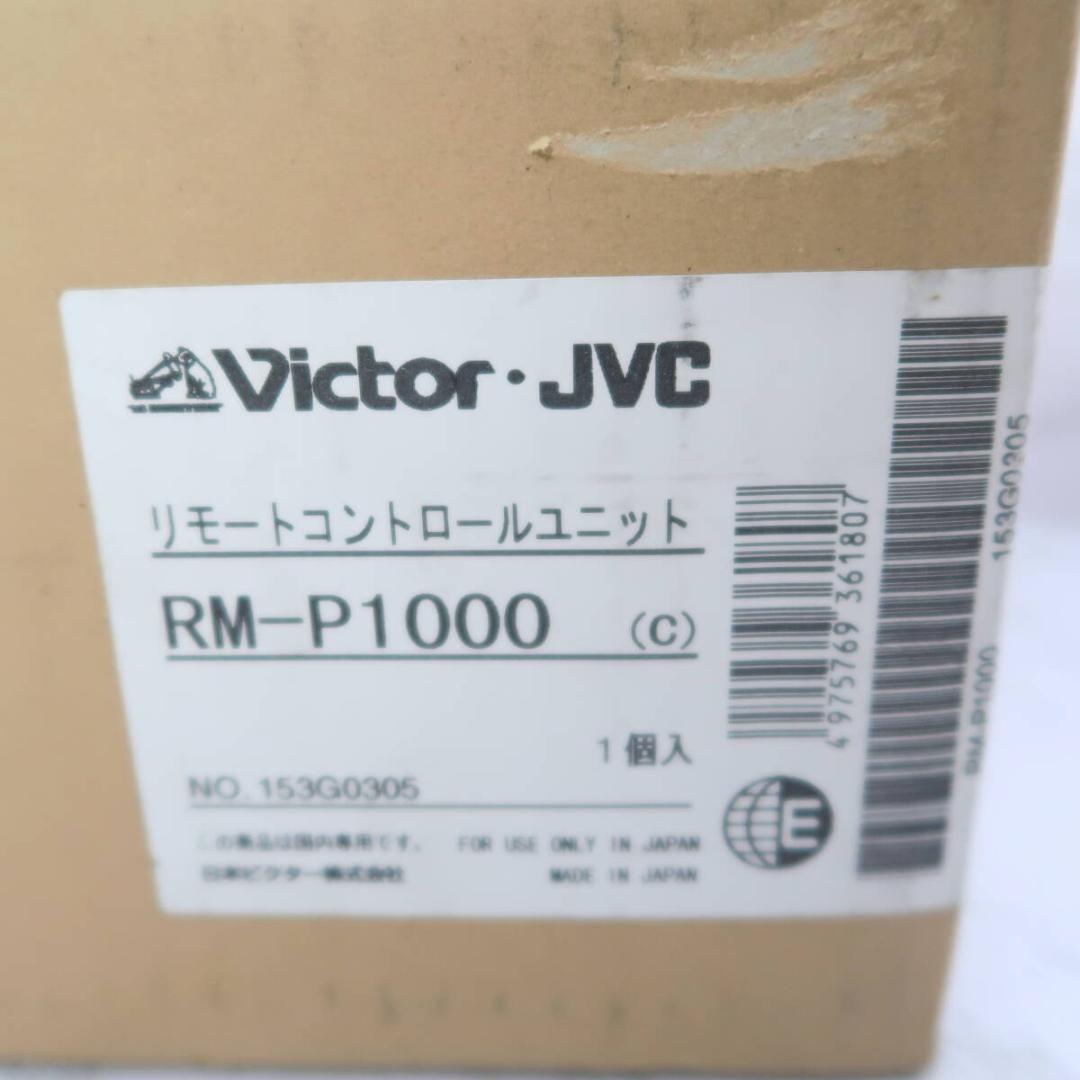 Victor・JVC
リモートコントロールユニット
RM-P1000 (C)
1個入
NO. 153G0305
この商品は国内専用です。 FOR USE ONLY IN JAPAN
日本ビクター株式会社 MADE IN JAPAN
4975769361807
E
153G0305
RM-P1000